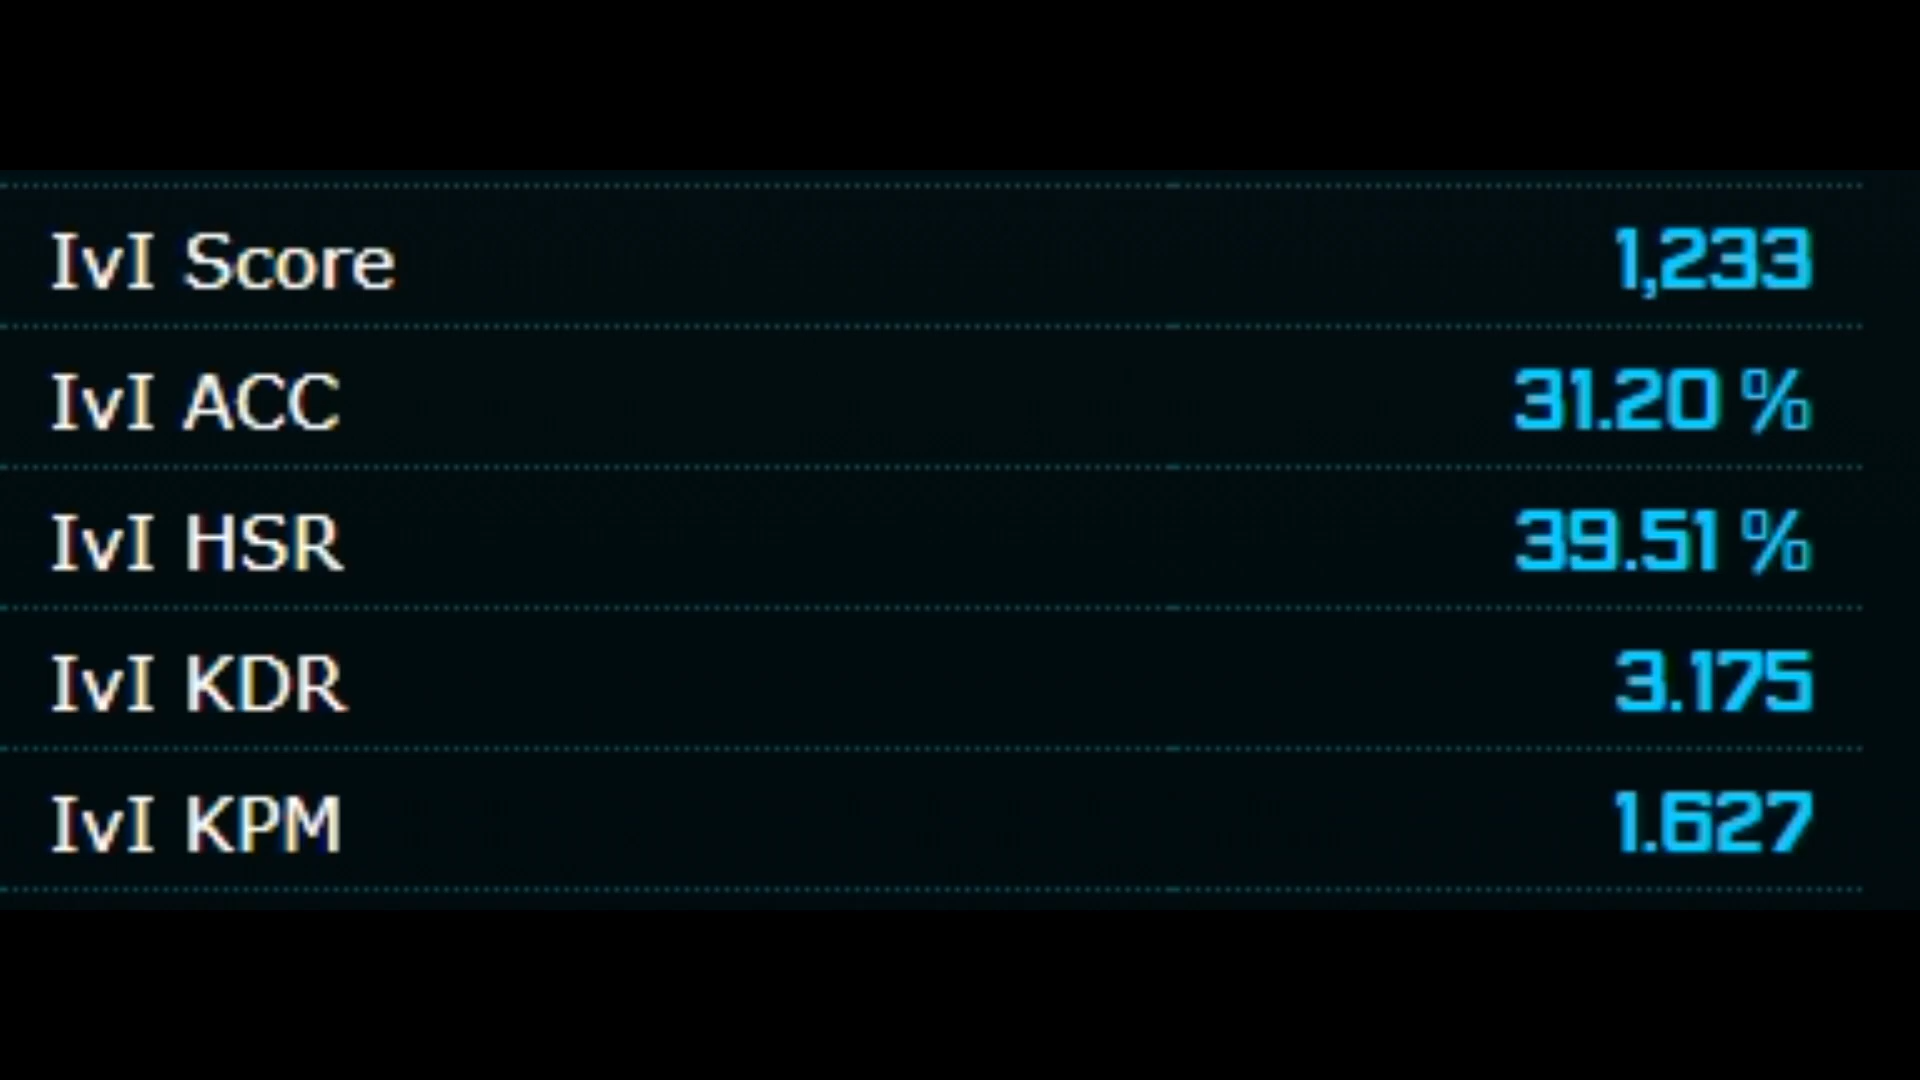 IvI Score 1,233
IvI ACC 31.20 %
IvI HSR 39.51 %
IvI KDR 3.175
IvI KPM 1.627